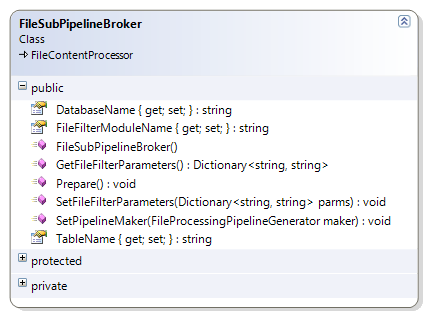 FileSubPipelineBroker
Class
FileContentProcessor
public
DatabaseName { get; set; } : string
FileFilterModuleName { get; set; } : string
FileSubPipelineBroker()
GetFileFilterParameters() : Dictionary<string, string>
Prepare() : void
SetFileFilterParameters(Dictionary<string, string> parms) : void
SetPipelineMaker(FileProcessingPipelineGenerator maker) : void
TableName { get; set; } : string
protected
private